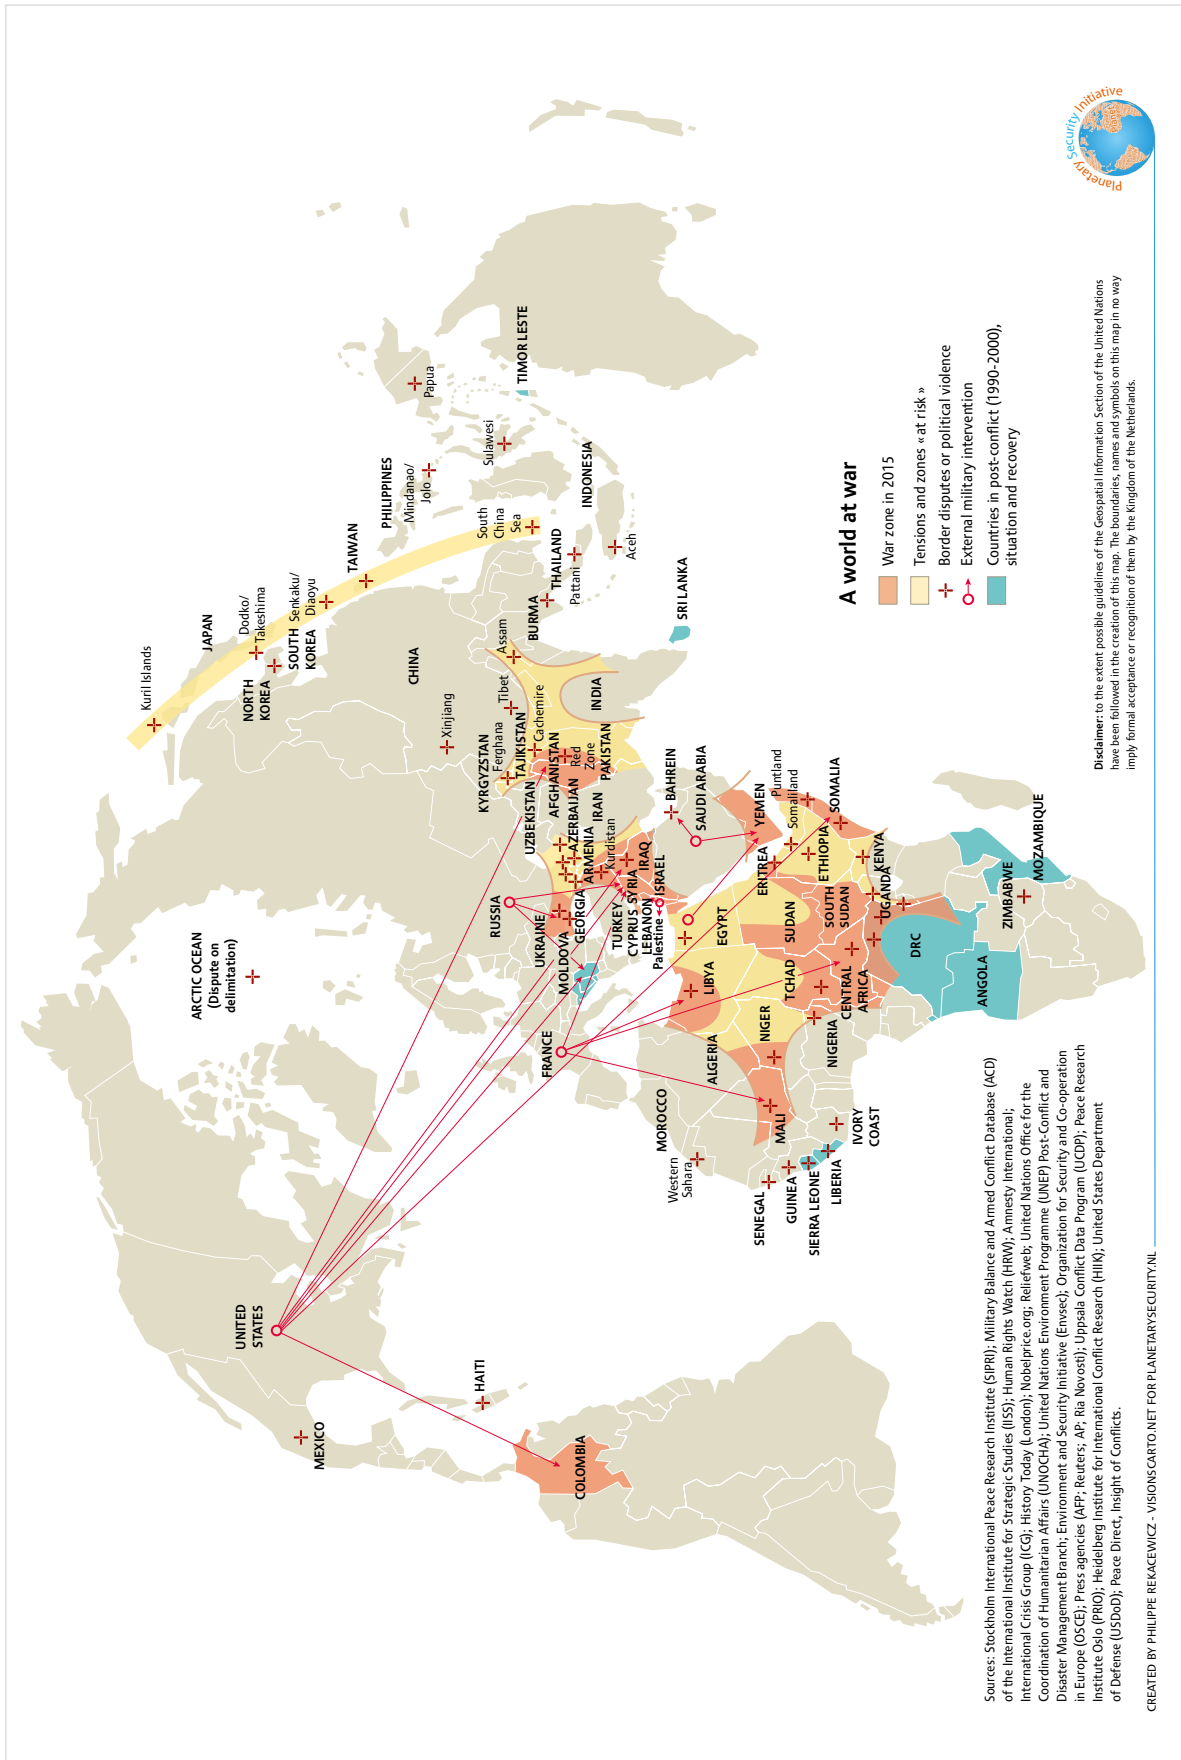 ARCTIC OCEAN
(Dispute on
delimitation)
UNITED
STATES
MEXICO
HAITI
COLOMBIA
RUSSIA
UKRAINE
MOLDOVA
FRANCE
GEORGIA
ARMENIA
AZERBAIJAN
TURKEY
CYPRUS
SYRIA
LEBANON
Palestine
ISRAEL
IRAQ
Kurdistan
IRAN
UZBEKISTAN
KYRGYZSTAN
Ferghana
TAJIKISTAN
AFGHANISTAN
Red
Zone
PAKISTAN
Cachemire
Tibet
Xinjiang
CHINA
INDIA
Assam
BURMA
THAILAND
Pattani
SRI LANKA
Kuril Islands
JAPAN
Dodko/
Takeshima
NORTH
KOREA
SOUTH
KOREA
Senkaku/
Diaoyu
TAIWAN
PHILIPPINES
Mindanao/
Jolo
South
China
Sea
Sulawesi
Papua
INDONESIA
Aceh
TIMOR LESTE
BAHREIN
SAUDI ARABIA
YEMEN
Puntland
Somaliland
SOMALIA
ERITREA
ETHIOPIA
KENYA
UGANDA
SOUTH
SUDAN
SUDAN
EGYPT
LIBYA
TCHAD
CENTRAL
AFRICA
DRC
NIGER
NIGERIA
ALGERIA
MOROCCO
Western
Sahara
MALI
SENEGAL
GUINEA
SIERRA LEONE
LIBERIA
IVORY
COAST
ANGOLA
ZIMBABWE
MOZAMBIQUE
A world at war
War zone in 2015
Tensions and zones « at risk »
Border disputes or political violence
External military intervention
Countries in post-conflict (1990-2000),
situation and recovery
Planetary Security Initiative
Sources: Stockholm International Peace Research Institute (SIPRI); Military Balance and Armed Conflict Database (ACD)
of the International Institute for Strategic Studies (IISS); Human Rights Watch (HRW); Amnesty International;
International Crisis Group (ICG); History Today (London); Nobelprice.org; Reliefweb; United Nations Office for the
Coordination of Humanitarian Affairs (UNOCHA); United Nations Environment Programme (UNEP) Post-Conflict and
Disaster Management Branch; Environment and Security Initiative (Envsec); Organization for Security and Co-operation
in Europe (OSCE); Press agencies (AFP; Reuters; AP; Ria Novosti); Uppsala Conflict Data Program (UCDP); Peace Research
Institute Oslo (PRIO); Heidelberg Institute for International Conflict Research (HIIK); United States Department
of Defense (USDoD); Peace Direct, Insight of Conflicts.
Disclaimer: to the extent possible guidelines of the Geospatial Information Section of the United Nations
have been followed in the creation of this map. The boundaries, names and symbols on this map in no way
imply formal acceptance or recognition of them by the Kingdom of the Netherlands.
CREATED BY PHILIPPE REKACEWICZ - VISIONSCARTO.NET FOR PLANETARYSECURITY.NL